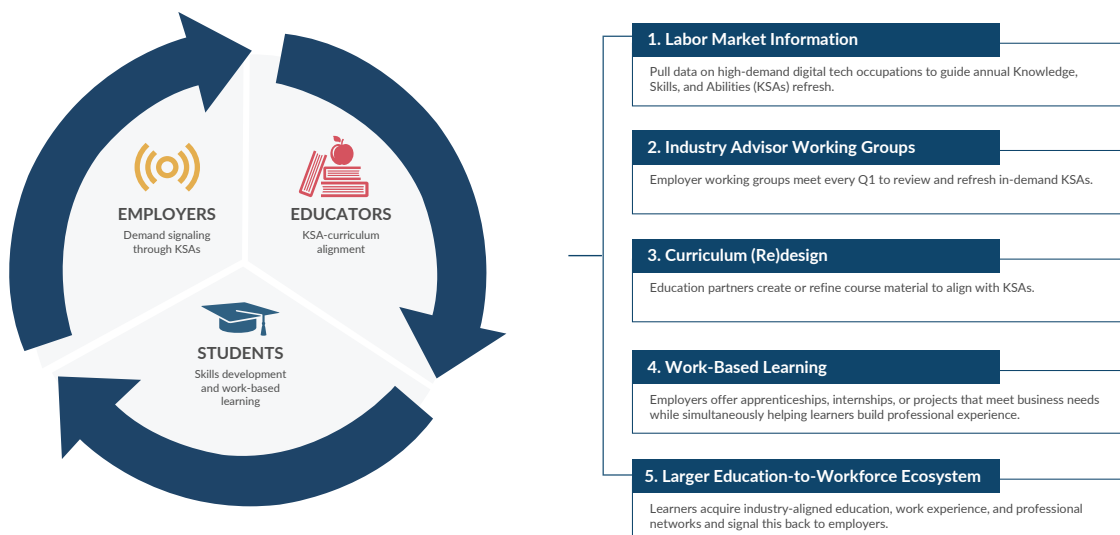 EMPLOYERS
Demand signaling
through KSAs
EDUCATORS
KSA-curriculum
alignment
STUDENTS
Skills development
and work-based
learning
1. Labor Market Information
Pull data on high-demand digital tech occupations to guide annual Knowledge,
Skills, and Abilities (KSAs) refresh.
2. Industry Advisor Working Groups
Employer working groups meet every Q1 to review and refresh in-demand KSAs.
3. Curriculum (Re)design
Education partners create or refine course material to align with KSAs.
4. Work-Based Learning
Employers offer apprenticeships, internships, or projects that meet business needs
while simultaneously helping learners build professional experience.
5. Larger Education-to-Workforce Ecosystem
Learners acquire industry-aligned education, work experience, and professional
networks and signal this back to employers.